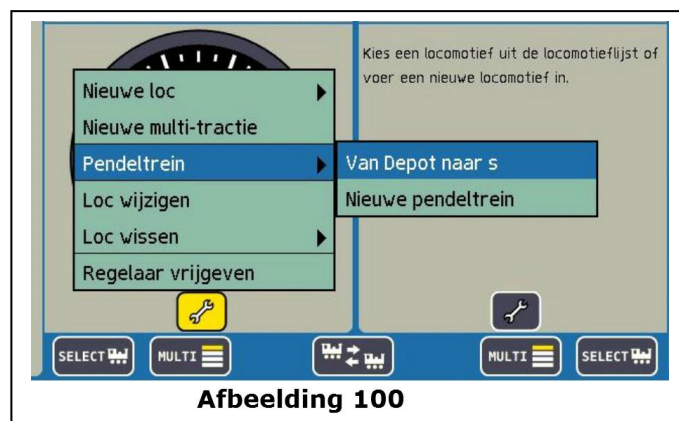 Kies een locomotief uit de locomotieflijst of
voer een nieuwe locomotief in.
Nieuwe loc
Nieuwe multi-tractie
Pendeltrein
Van Depot naar s
Loc wijzigen
Nieuwe pendeltrein
Loc wissen
Regelaar vrijgeven
SELECT
MULTI
MULTI
SELECT
Afbeelding 100